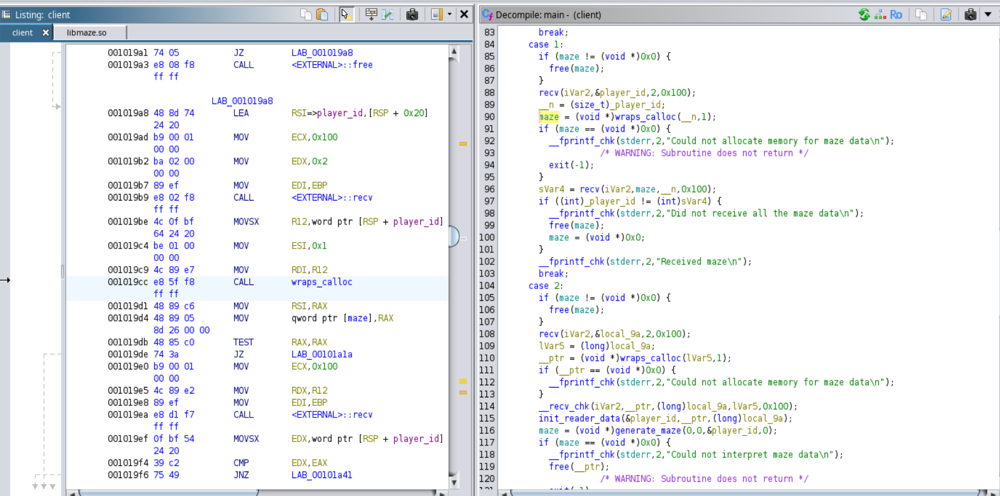 Listing: client
client
libmaze.so
001019a1 74 05 JZ LAB_001019a8
001019a3 e8 08 f8 CALL <EXTERNAL>::free
ff ff
LAB_001019a8
001019a8 48 8d 74 LEA RSI=>player_id,[RSP + 0x20]
24 20
001019ad b9 00 01 MOV ECX,0x100
00 00
001019b2 ba 02 00 MOV EDX,0x2
00 00
001019b7 89 ef MOV EDI,EBP
001019b9 e8 02 f8 CALL <EXTERNAL>::recv
ff ff
001019be 4c 0f bf MOVSX R12,word ptr [RSP + player_id]
64 24 20
001019c4 be 01 00 MOV ESI,0x1
00 00
001019c9 4c 89 e7 MOV RDI,R12
001019cc e8 5f f8 CALL wraps_calloc
ff ff
001019d1 48 89 c6 MOV RSI,RAX
001019d4 48 89 05 MOV qword ptr [maze],RAX
8d 26 00 00
001019db 48 85 c0 TEST RAX,RAX
001019de 74 3a JZ LAB_00101a1a
001019e0 b9 00 01 MOV ECX,0x100
00 00
001019e5 4c 89 e2 MOV RDX,R12
001019e8 89 ef MOV EDI,EBP
001019ea e8 d1 f7 CALL <EXTERNAL>::recv
ff ff
001019ef 0f bf 54 MOVSX EDX,word ptr [RSP + player_id]
24 20
001019f4 39 c2 CMP EDX,EAX
001019f6 75 49 JNZ LAB_00101a41
Decompile: main - (client)
Ro
83 break;
84 case 1:
85 if (maze != (void *)0x0) {
86 free(maze);
87 }
88 recv(iVar2,&player_id,2,0x100);
89 __n = (size_t)_player_id;
90 maze = (void *)wraps_calloc(__n,1);
91 if (maze == (void *)0x0) {
92 __fprintf_chk(stderr,2,"Could not allocate memory for maze data\n");
93 /* WARNING: Subroutine does not return */
94 exit(-1);
95 }
96 sVar4 = recv(iVar2,maze,__n,0x100);
97 if ((int)_player_id != (int)sVar4) {
98 __fprintf_chk(stderr,2,"Did not receive all the maze data\n");
99 free(maze);
100 maze = (void *)0x0;
101 }
102 __fprintf_chk(stderr,2,"Received maze\n");
103 break;
104 case 2:
105 if (maze != (void *)0x0) {
106 free(maze);
107 }
108 recv(iVar2,&local_9a,2,0x100);
109 lVar5 = (long)local_9a;
110 __ptr = (void *)wraps_calloc(lVar5,1);
111 if (__ptr == (void *)0x0) {
112 __fprintf_chk(stderr,2,"Could not allocate memory for maze data\n");
113 }
114 __recv_chk(iVar2,__ptr,(long)local_9a,lVar5,0x100);
115 init_reader_data(&player_id,__ptr,(long)local_9a);
116 maze = (void *)generate_maze(0,0,&player_id,0);
117 if (maze == (void *)0x0) {
118 __fprintf_chk(stderr,2,"Could not interpret maze data\n");
119 free(__ptr);
120 /* WARNING: Subroutine does not return */